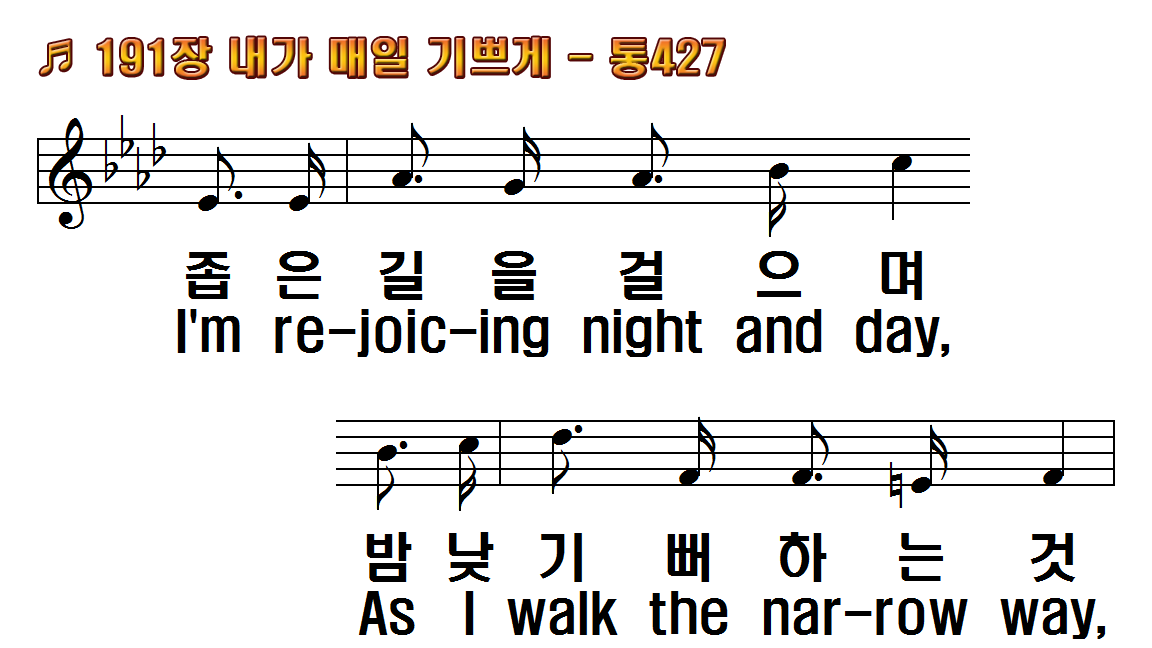 ♬ 191장 내가 매일 기쁘게 - 통427
좁 은 길 을 걸 으 며
I'm re-joic-ing night and day,
밤 낮 기 뻐 하 는 것
As I walk the nar-row way,